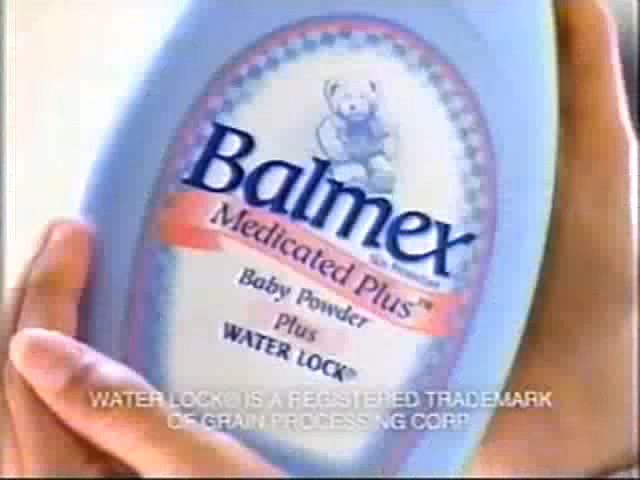 Balmex
Medicated Plus™
Baby Powder
Plus
WATER LOCK®
WATER LOCK® IS A REGISTERED TRADEMARK
OF GRAIN PROCESSING CORP.